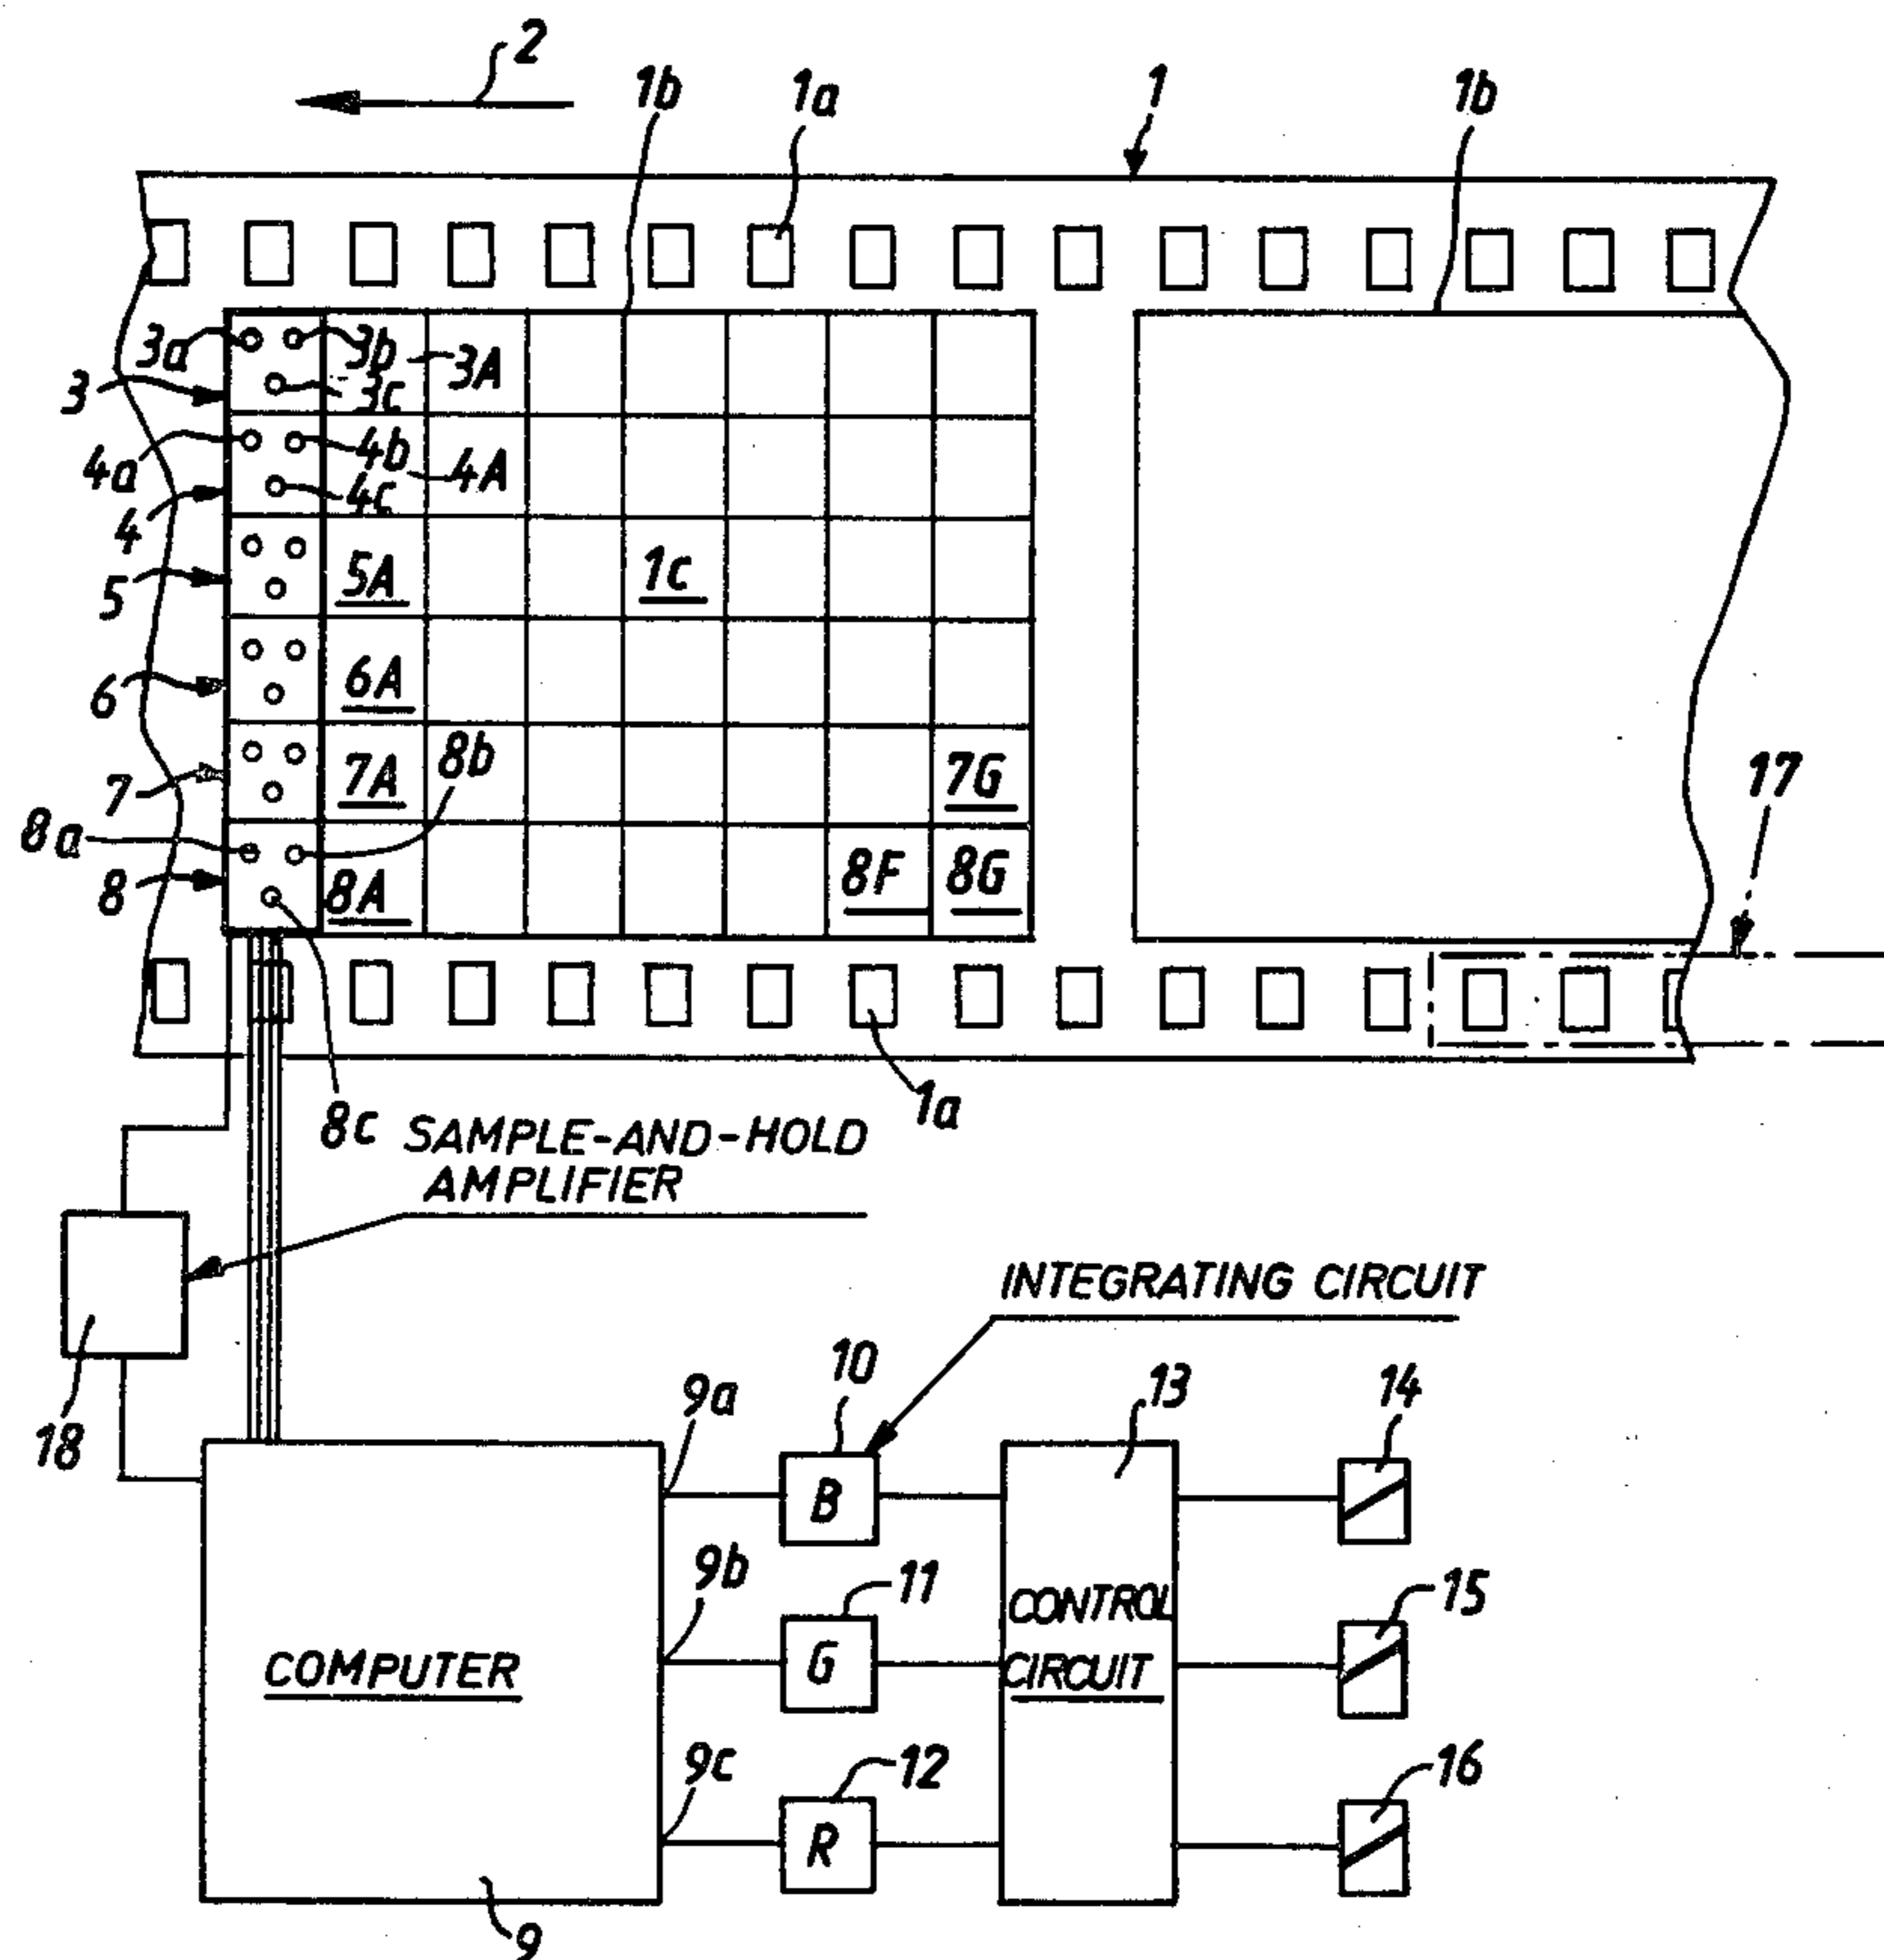 2
1b
1a
1
1b
3a
3b
3A
3
3c
4a
4b
4A
4
4c
5
5A
1c
6
6A
7
7A
8b
7G
17
8a
8
8A
8F
8G
8c
1a
SAMPLE-AND-HOLD
AMPLIFIER
18
INTEGRATING CIRCUIT
9a
10
13
14
B
9b
11
15
CONTROL
COMPUTER
G
CIRCUIT
9c
12
16
R
9